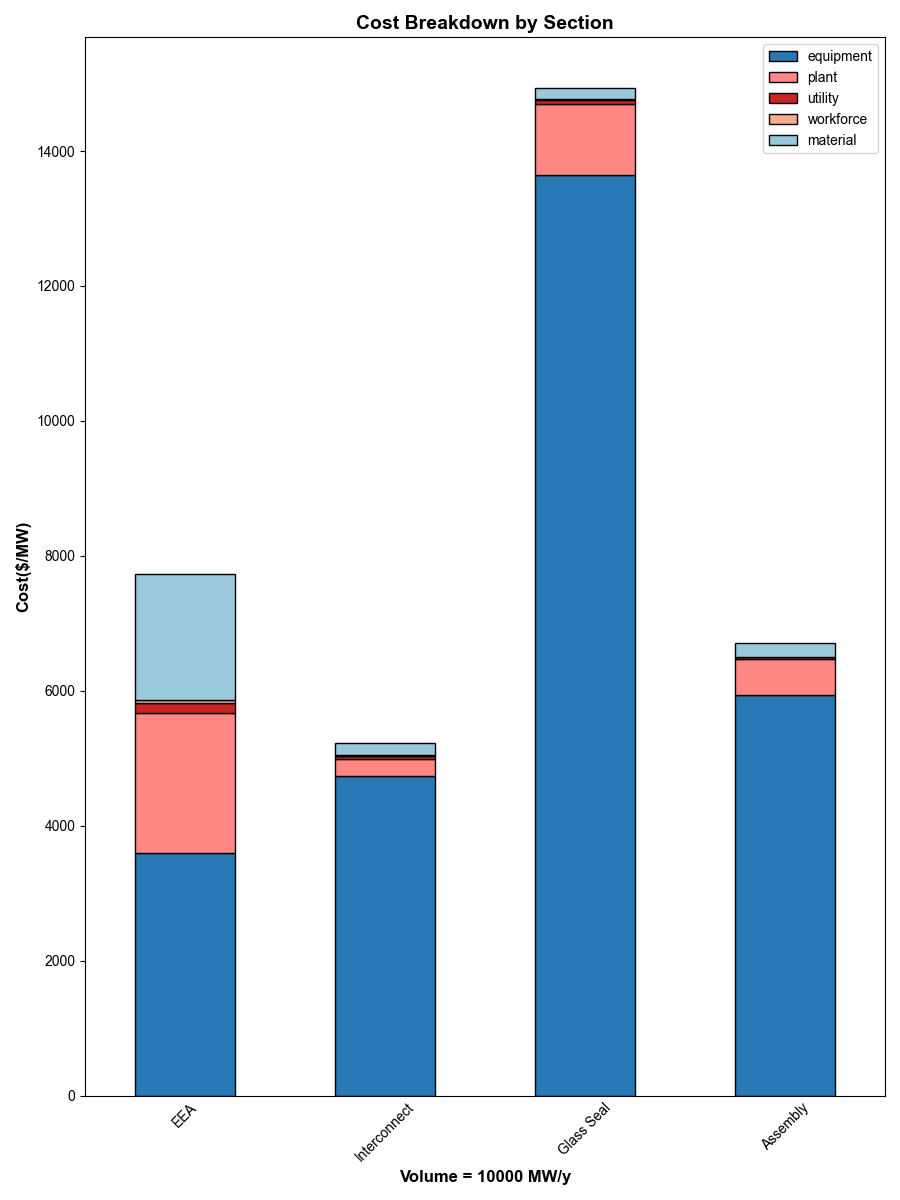 Cost Breakdown by Section
equipment
plant
utility
workforce
material
Cost($/MW)
14000
12000
10000
8000
6000
4000
2000
0
EEA
Interconnect
Glass Seal
Assembly
Volume = 10000 MW/y